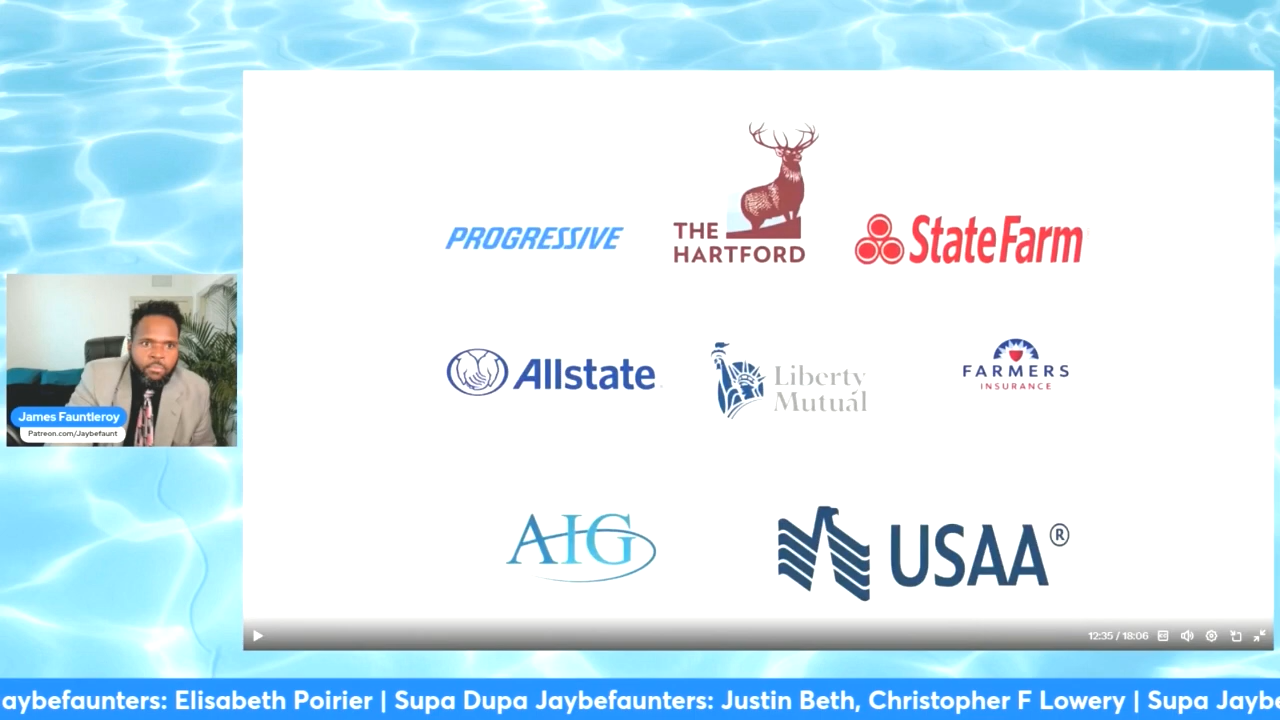 PROGRESSIVE
THE
HARTFORD
StateFarm
Allstate
Liberty
Mutual
FARMERS
INSURANCE
AIG
USAA®
James Fauntleroy
Patreon.com/Jaybefaunt
12:35 / 18:06
aybefaunters: Elisabeth Poirier | Supa Dupa Jaybefaunters: Justin Beth, Christopher F Lowery | Supa Jaybe